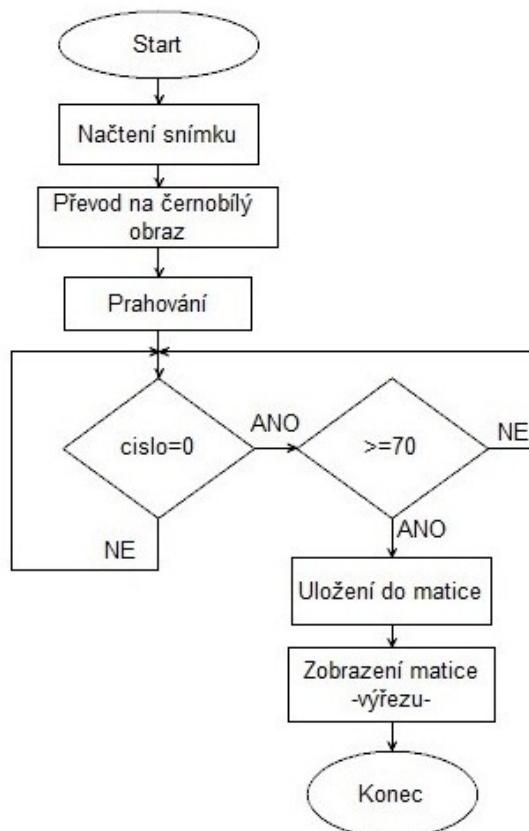 Start
Načtení snímku
Převod na černobílý
obraz
Prahování
cislo=0
ANO
>=70
NE
NE
ANO
Uložení do matice
Zobrazení matice
-výřezu-
Konec